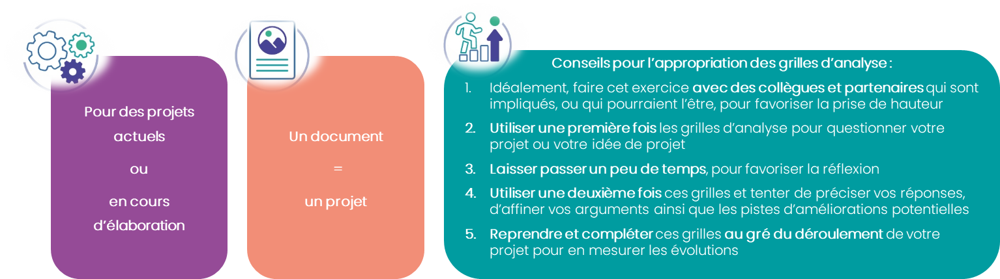 Pour des projets
actuels
ou
en cours
d’élaboration
Un document
=
un projet
Conseils pour l’appropriation des grilles d’analyse :
1. Idéalement, faire cet exercice avec des collègues et partenaires qui sont
impliqués, ou qui pourraient l’être, pour favoriser la prise de hauteur
2. Utiliser une première fois les grilles d’analyse pour questionner votre
projet ou votre idée de projet
3. Laisser passer un peu de temps, pour favoriser la réflexion
4. Utiliser une deuxième fois ces grilles et tenter de préciser vos réponses,
d’affiner vos arguments ainsi que les pistes d’améliorations potentielles
5. Reprendre et compléter ces grilles au gré du déroulement de votre
projet pour en mesurer les évolutions